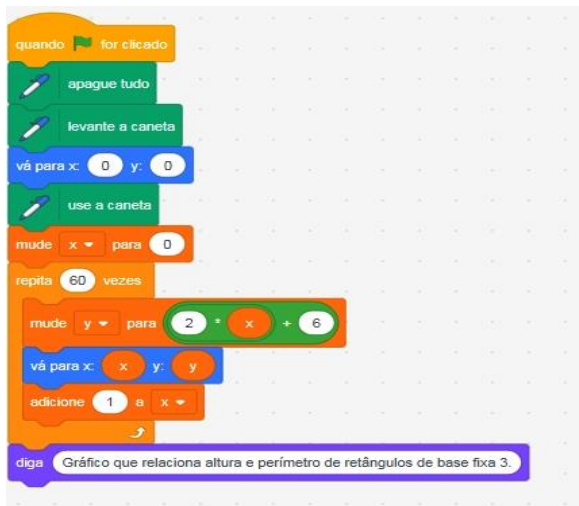 quando for clicado
apague tudo
levante a caneta
vá para x: 0 y: 0
use a caneta
mude x para 0
repita 60 vezes
mude y para 2 * x + 6
vá para x: x y: y
adicione 1 a x
diga Gráfico que relaciona altura e perímetro de retângulos de base fixa 3.